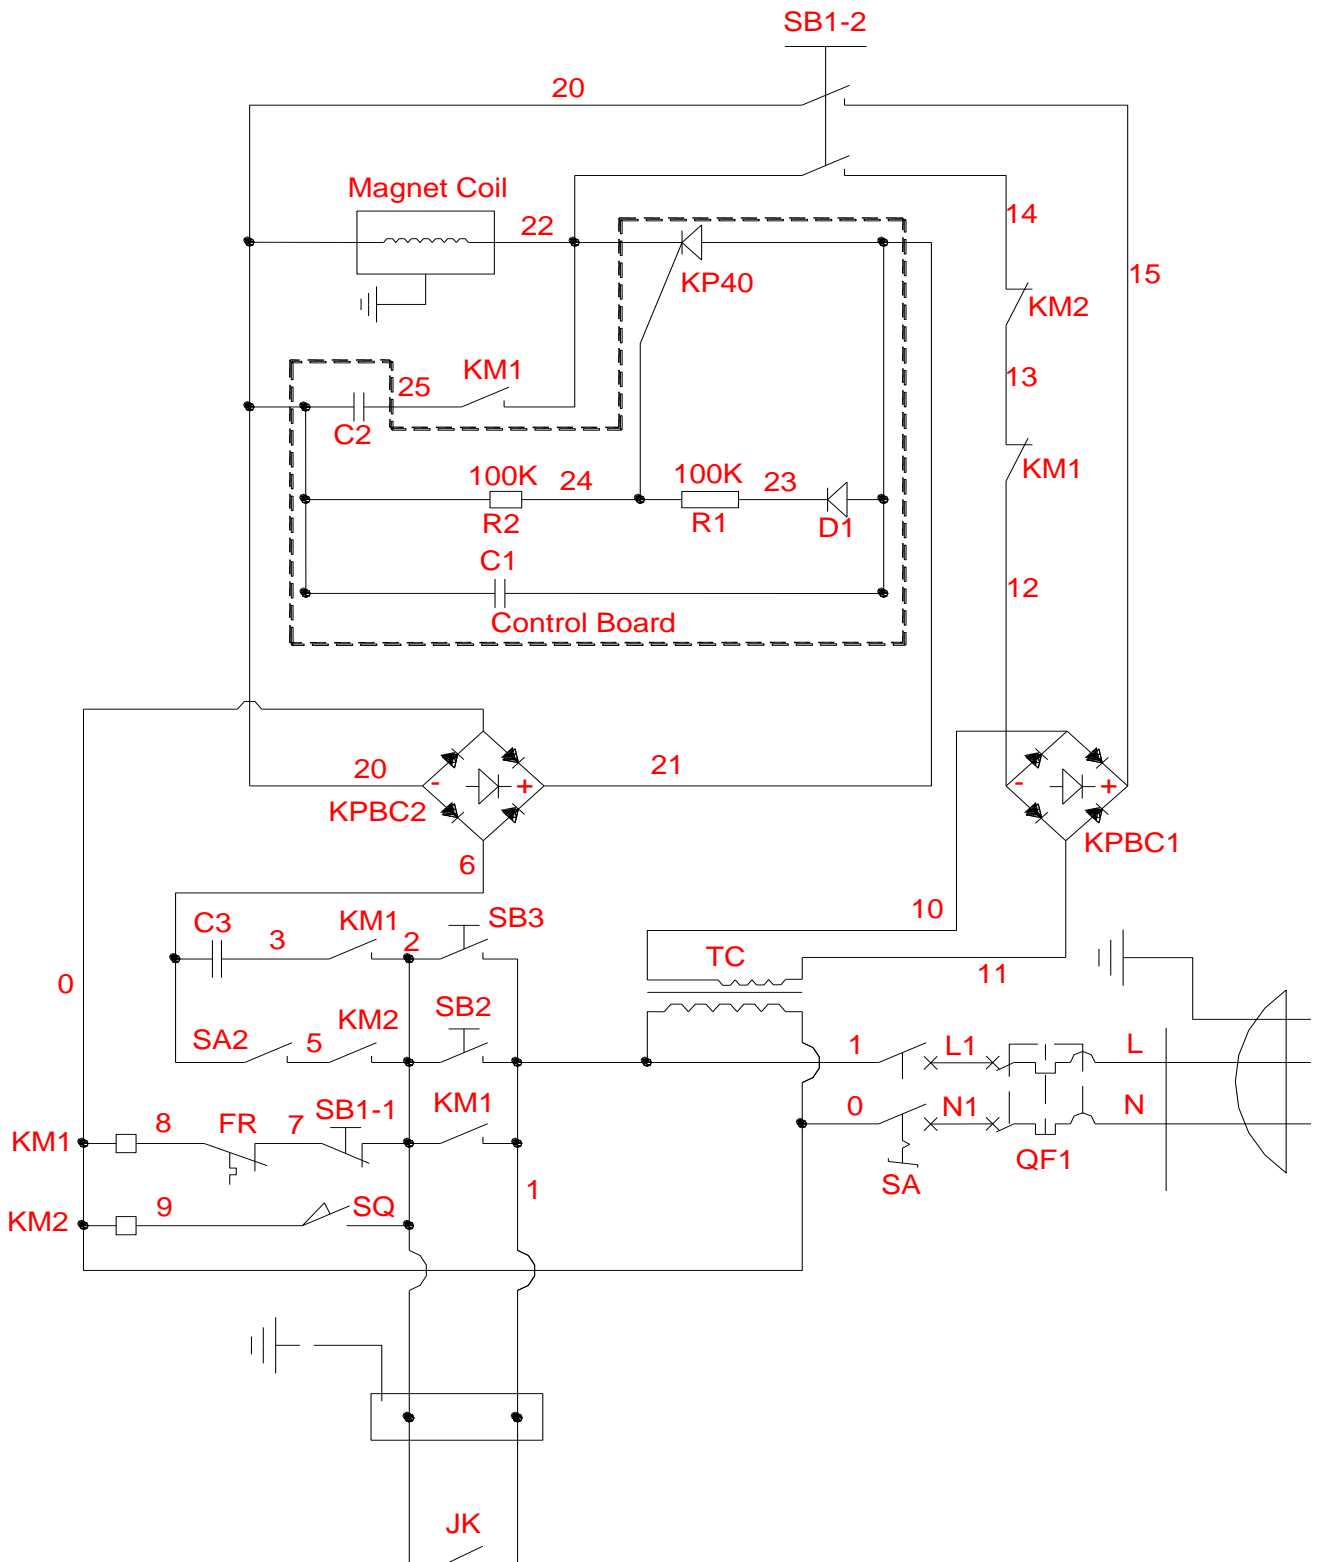 SB1-2
20
Magnet Coil
22
14
KP40
15
KM2
25
KM1
13
C2
KM1
100K
24
100K
23
R2
R1
D1
C1
12
Control Board
20
21
- +
- +
KPBC2
KPBC1
6
10
C3
3
KM1
2
SB3
TC
11
0
SA2
5
KM2
SB2
1
L1
L
8
FR
7
SB1-1
KM1
0
N1
N
KM1
QF1
SA
1
9
SQ
KM2
JK